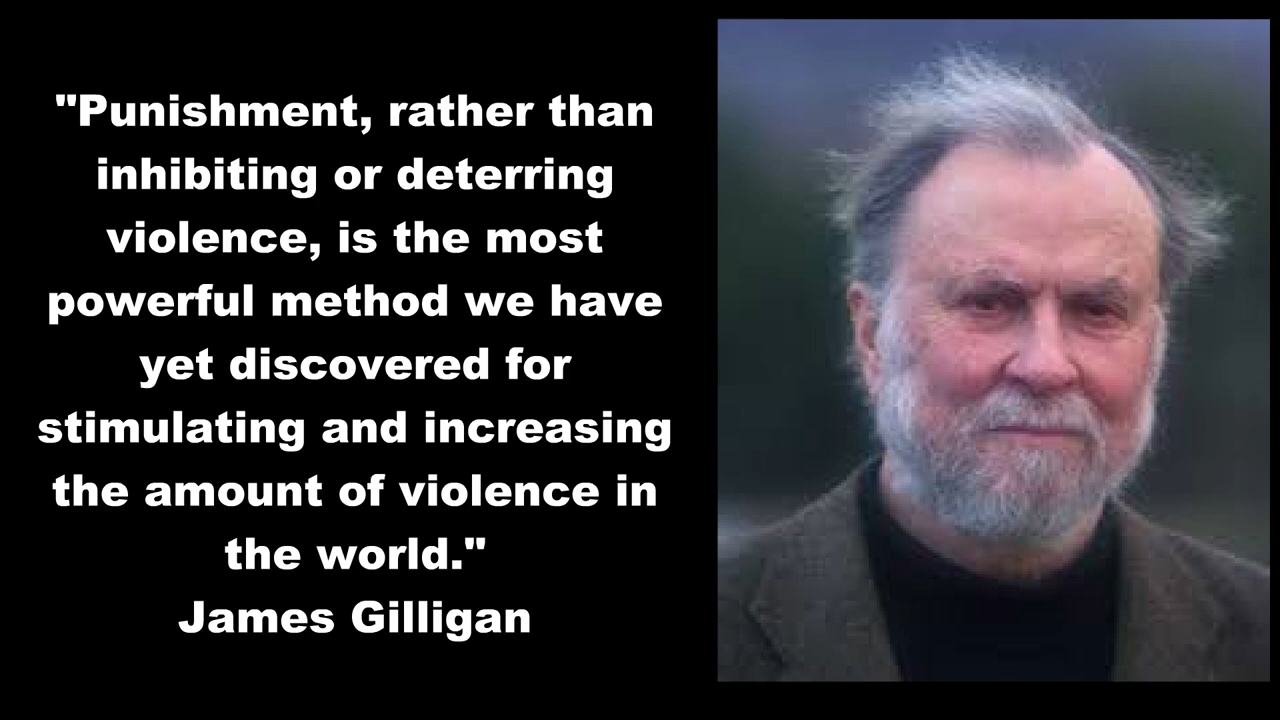 "Punishment, rather than
inhibiting or deterring
violence, is the most
powerful method we have
yet discovered for
stimulating and increasing
the amount of violence in
the world."
James Gilligan